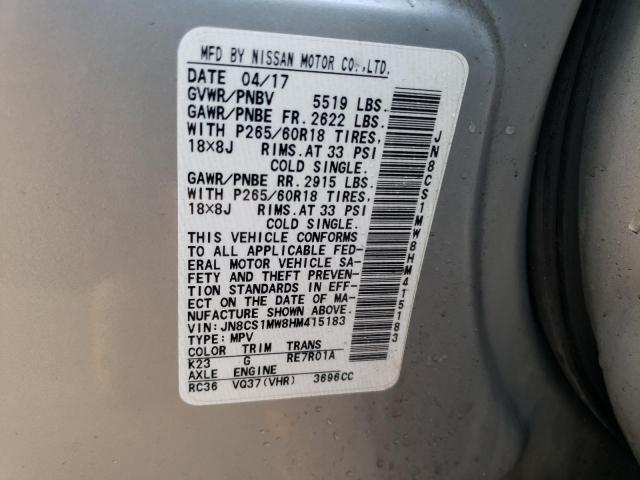 MFD BY NISSAN MOTOR CO.,LTD.
DATE 04/17
GVWR/PNBV 5519 LBS.
GAWR/PNBE FR. 2622 LBS.
WITH P265/60R18 TIRES,
18X8J RIMS.AT 33 PSI
COLD SINGLE.
GAWR/PNBE RR. 2915 LBS.
WITH P265/60R18 TIRES,
18X8J RIMS.AT 33 PSI
COLD SINGLE.
THIS VEHICLE CONFORMS
TO ALL APPLICABLE FED-
ERAL MOTOR VEHICLE SA-
FETY AND THEFT PREVEN-
TION STANDARDS IN EFF-
ECT ON THE DATE OF MA-
NUFACTURE SHOWN ABOVE.
VIN: JN8CS1MW8HM415183
TYPE: MPV
COLOR TRIM TRANS
K23 G RE7R01A
AXLE ENGINE
RC36 VQ37(VHR) 3696CC
JN8CS1MW8HM415183